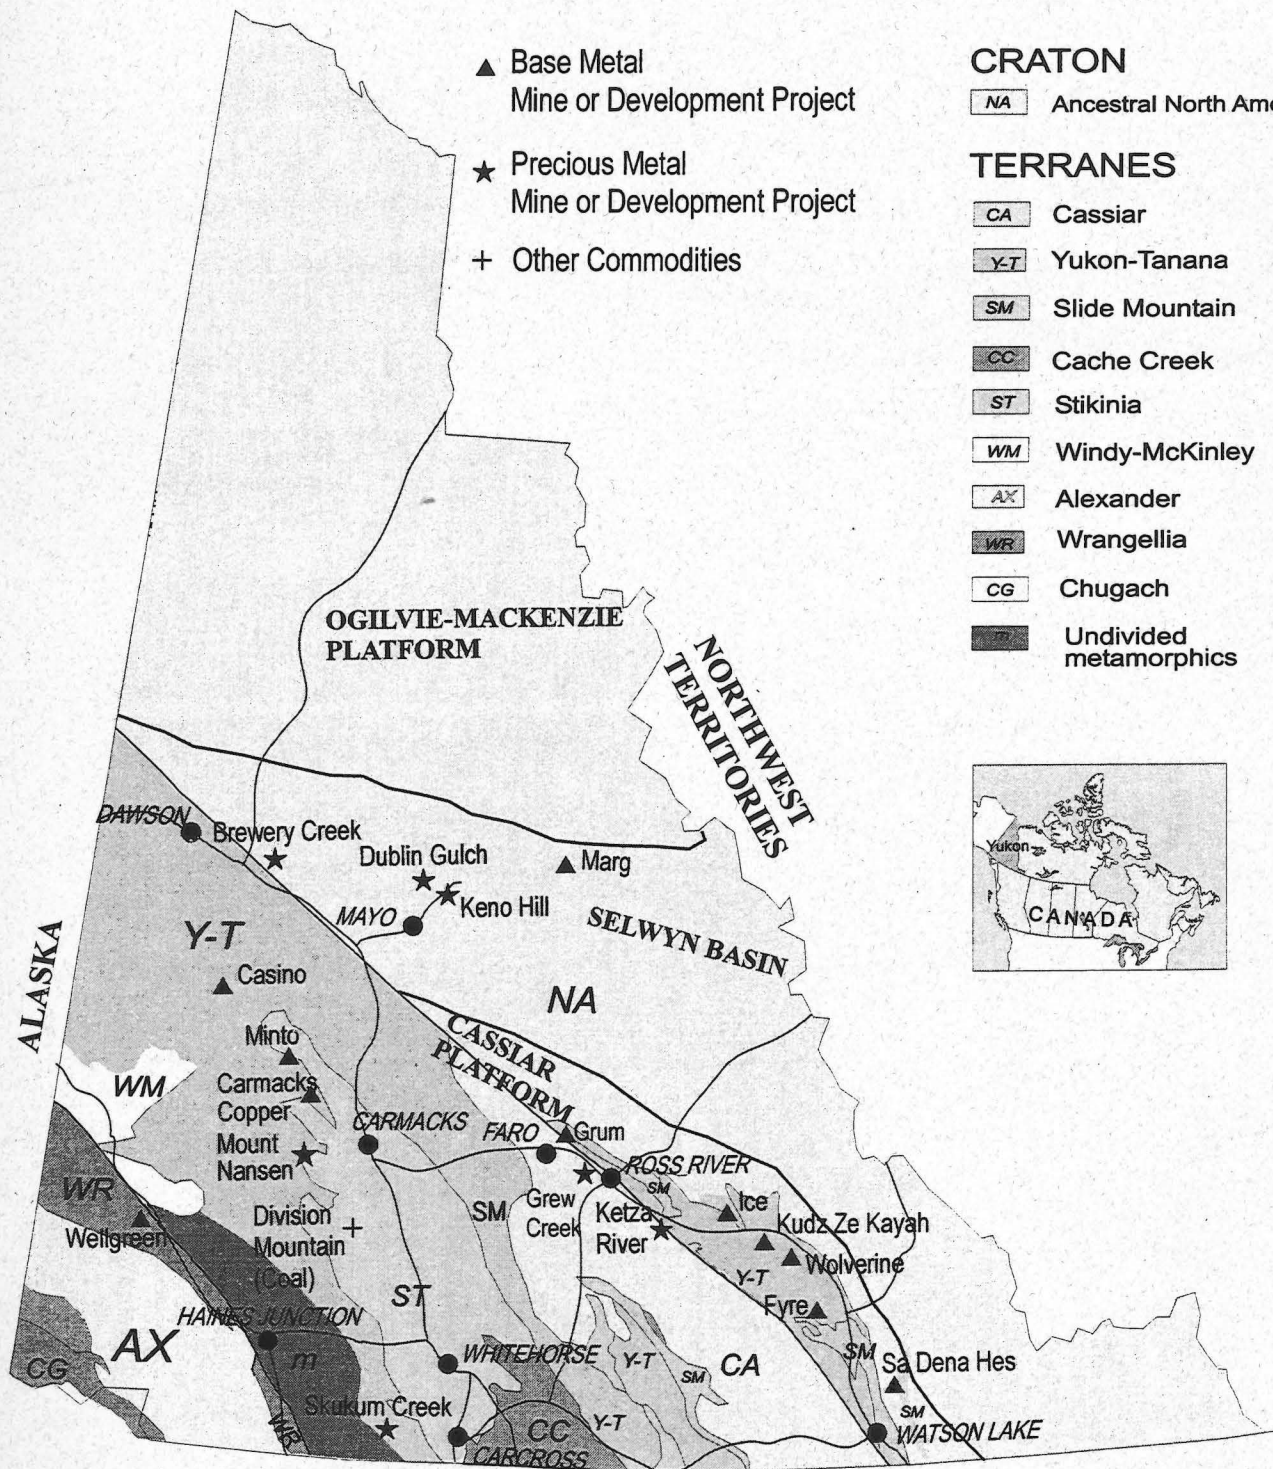 Base Metal
Mine or Development Project
Precious Metal
Mine or Development Project
Other Commodities
CRATON
NA Ancestral North Ame
TERRANES
CA Cassiar
Y-T Yukon-Tanana
SM Slide Mountain
CC Cache Creek
ST Stikinia
WM Windy-McKinley
AX Alexander
WR Wrangellia
CG Chugach
m Undivided
metamorphics
OGILVIE-MACKENZIE
PLATFORM
NORTHWEST
TERRITORIES
Yukon
CANADA
DAWSON
Brewery Creek
Dublin Gulch
Marg
Keno Hill
MAYO
SELWYN BASIN
Y-T
ALASKA
Casino
NA
CASSIAR
PLATFORM
Minto
WM
Carmacks
Copper
CARMACKS
FARO
Grum
Mount
Nansen
ROSS RIVER
SM
WR
Wellgreen
Division
Mountain
(Coal)
SM
Grew
Creek
Ketza
River
Ice
Kudz Ze Kayah
Wolverine
Y-T
Fyre
ST
HAINES JUNCTION
AX
CG
m
WHITEHORSE
Y-T
SM
CA
SM
Sa Dena Hes
SM
Skukum Creek
WR
CC
Y-T
CARCROSS
WATSON LAKE